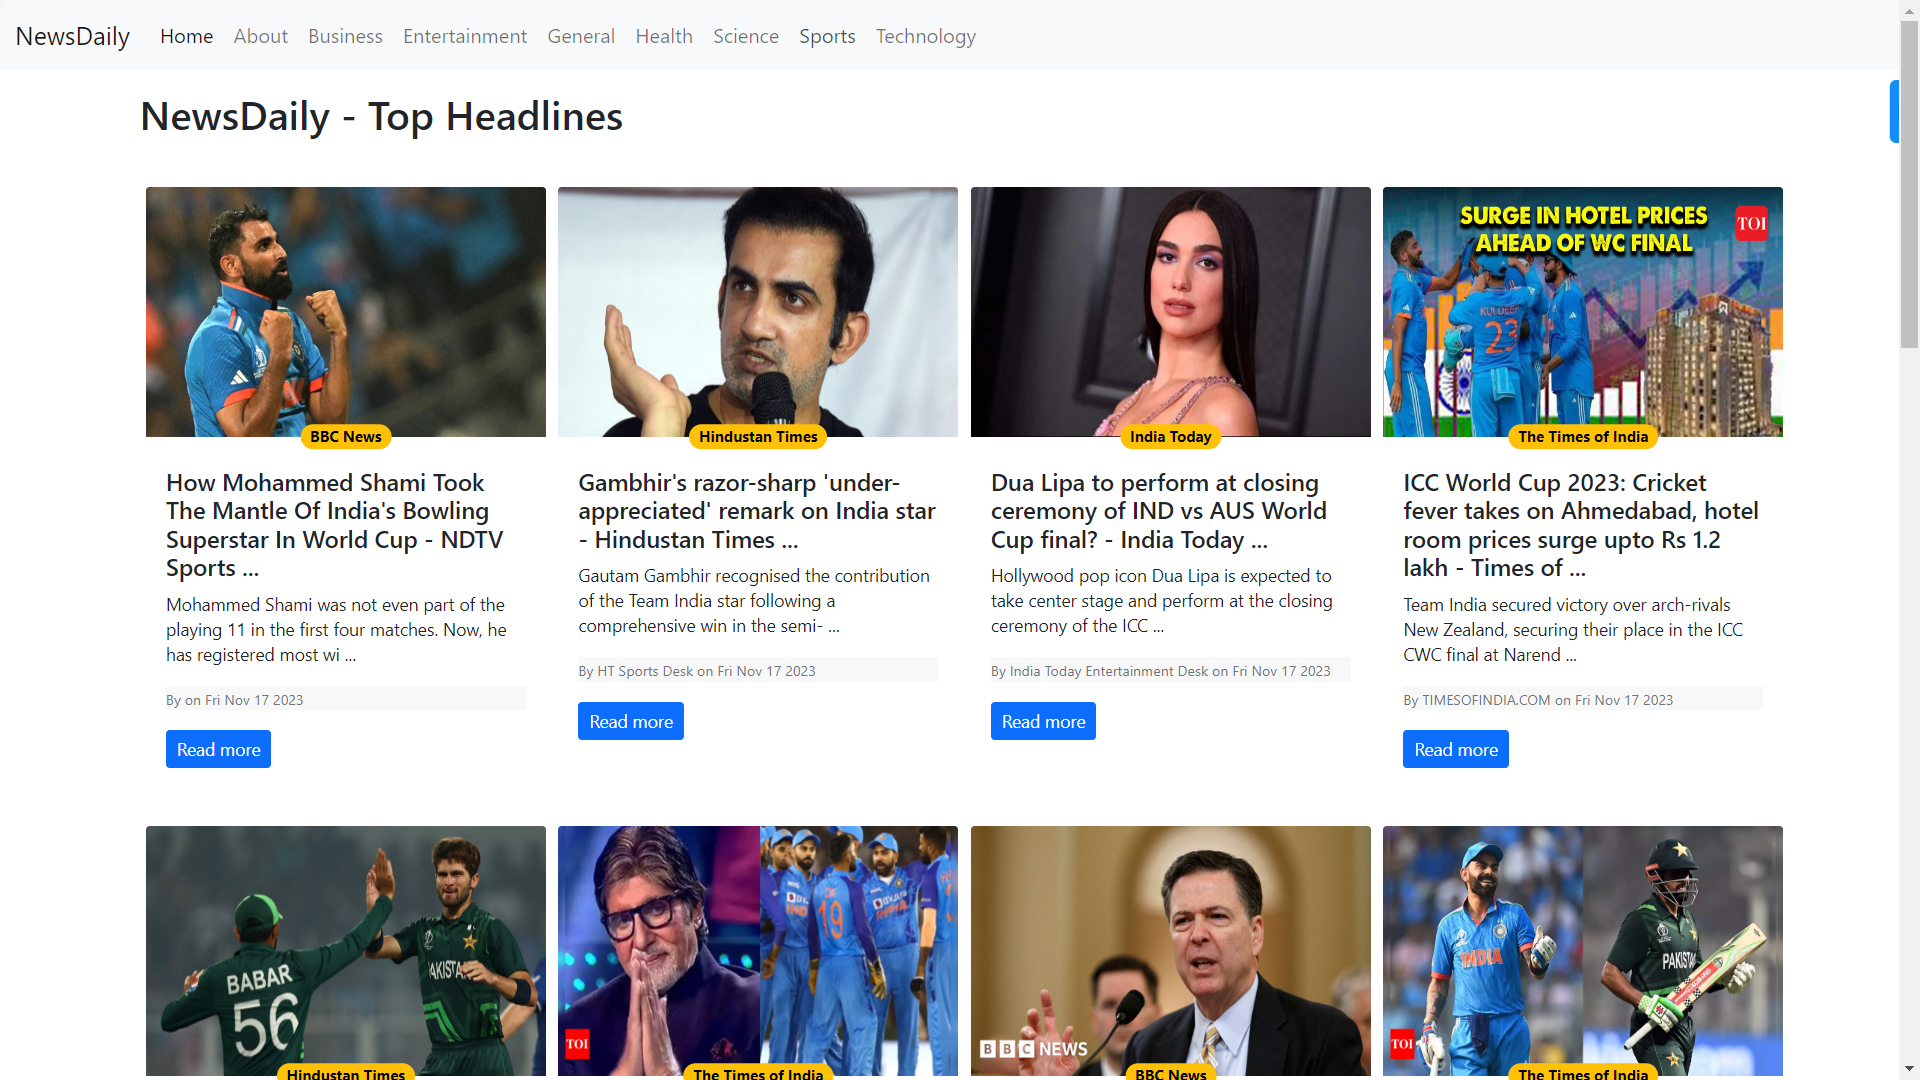 NewsDaily Home About Business Entertainment General Health Science Sports Technology
NewsDaily - Top Headlines
SURGE IN HOTEL PRICES
AHEAD OF WC FINAL
TOI
KULDEEP
23
BBC News
Hindustan Times
India Today
The Times of India
How Mohammed Shami Took
The Mantle Of India's Bowling
Superstar In World Cup - NDTV
Sports ...
Mohammed Shami was not even part of the
playing 11 in the first four matches. Now, he
has registered most wi ...
By on Fri Nov 17 2023
Read more
Gambhir's razor-sharp 'under-
appreciated' remark on India star
- Hindustan Times ...
Gautam Gambhir recognised the contribution
of the Team India star following a
comprehensive win in the semi- ...
By HT Sports Desk on Fri Nov 17 2023
Read more
Dua Lipa to perform at closing
ceremony of IND vs AUS World
Cup final? - India Today ...
Hollywood pop icon Dua Lipa is expected to
take center stage and perform at the closing
ceremony of the ICC ...
By India Today Entertainment Desk on Fri Nov 17 2023
Read more
ICC World Cup 2023: Cricket
fever takes on Ahmedabad, hotel
room prices surge upto Rs 1.2
lakh - Times of ...
Team India secured victory over arch-rivals
New Zealand, securing their place in the ICC
CWC final at Narend ...
By TIMESOFINDIA.COM on Fri Nov 17 2023
Read more
BABAR
56
PAKISTAN
19
TOI
BBC NEWS
INDIA
PAKISTAN
TOI
Hindustan Times
The Times of India
BBC News
The Times of India